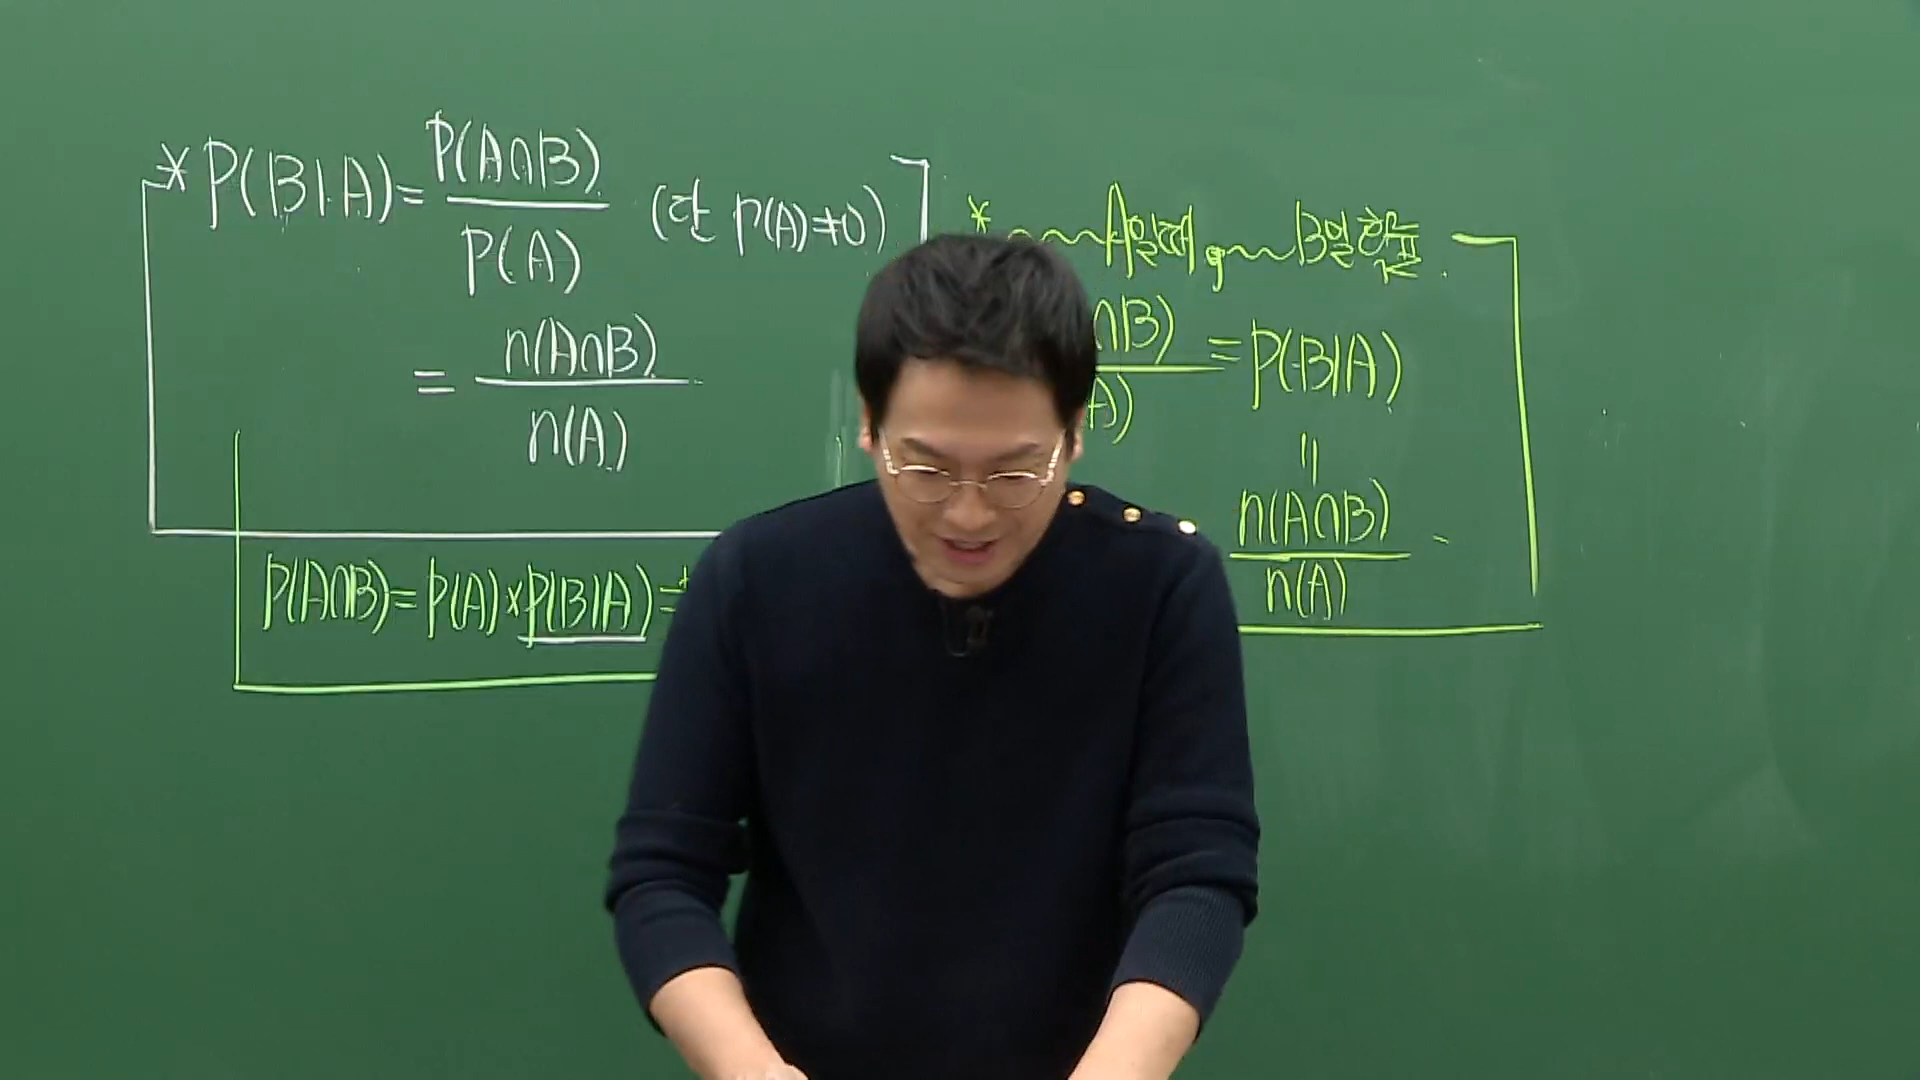 * P(B|A) = P(A∩B) / P(A) (단 P(A)≠0)
= n(A∩B) / n(A)
P(A∩B) = P(A) × P(B|A) =
* A일 때, B일 확률.
∩B) / A) = P(B|A)
=
n(A∩B) / n(A)